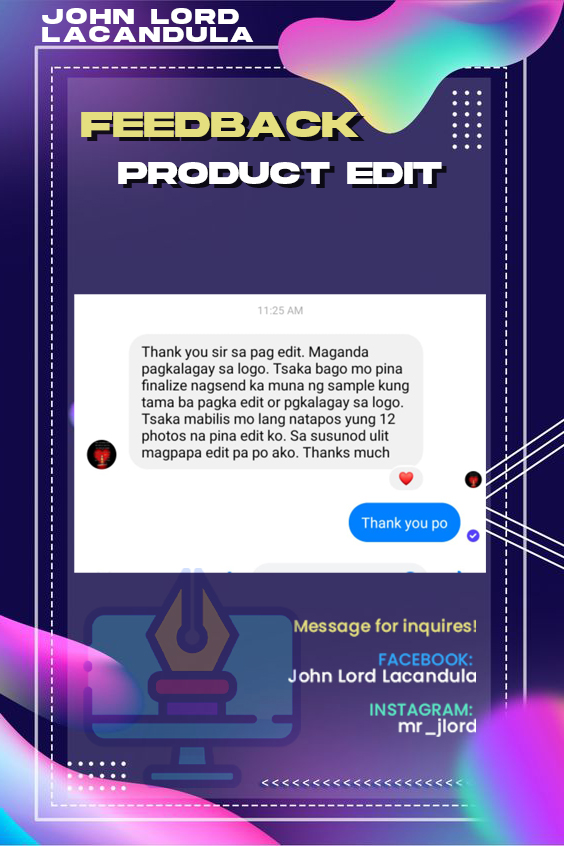 JOHN LORD
LACANDULA
FEEDBACK
PRODUCT EDIT
11:25 AM
Thank you sir sa pag edit. Maganda
pagkalagay sa logo. Tsaka bago mo pina
finalize nagsend ka muna ng sample kung
tama ba pagka edit or pgkalagay sa logo.
Tsaka mabilis mo lang natapos yung 12
photos na pina edit ko. Sa susunod ulit
magpapa edit pa po ako. Thanks much
Thank you po
Message for inquires!
FACEBOOK:
John Lord Lacandula
INSTAGRAM:
mr_jlord